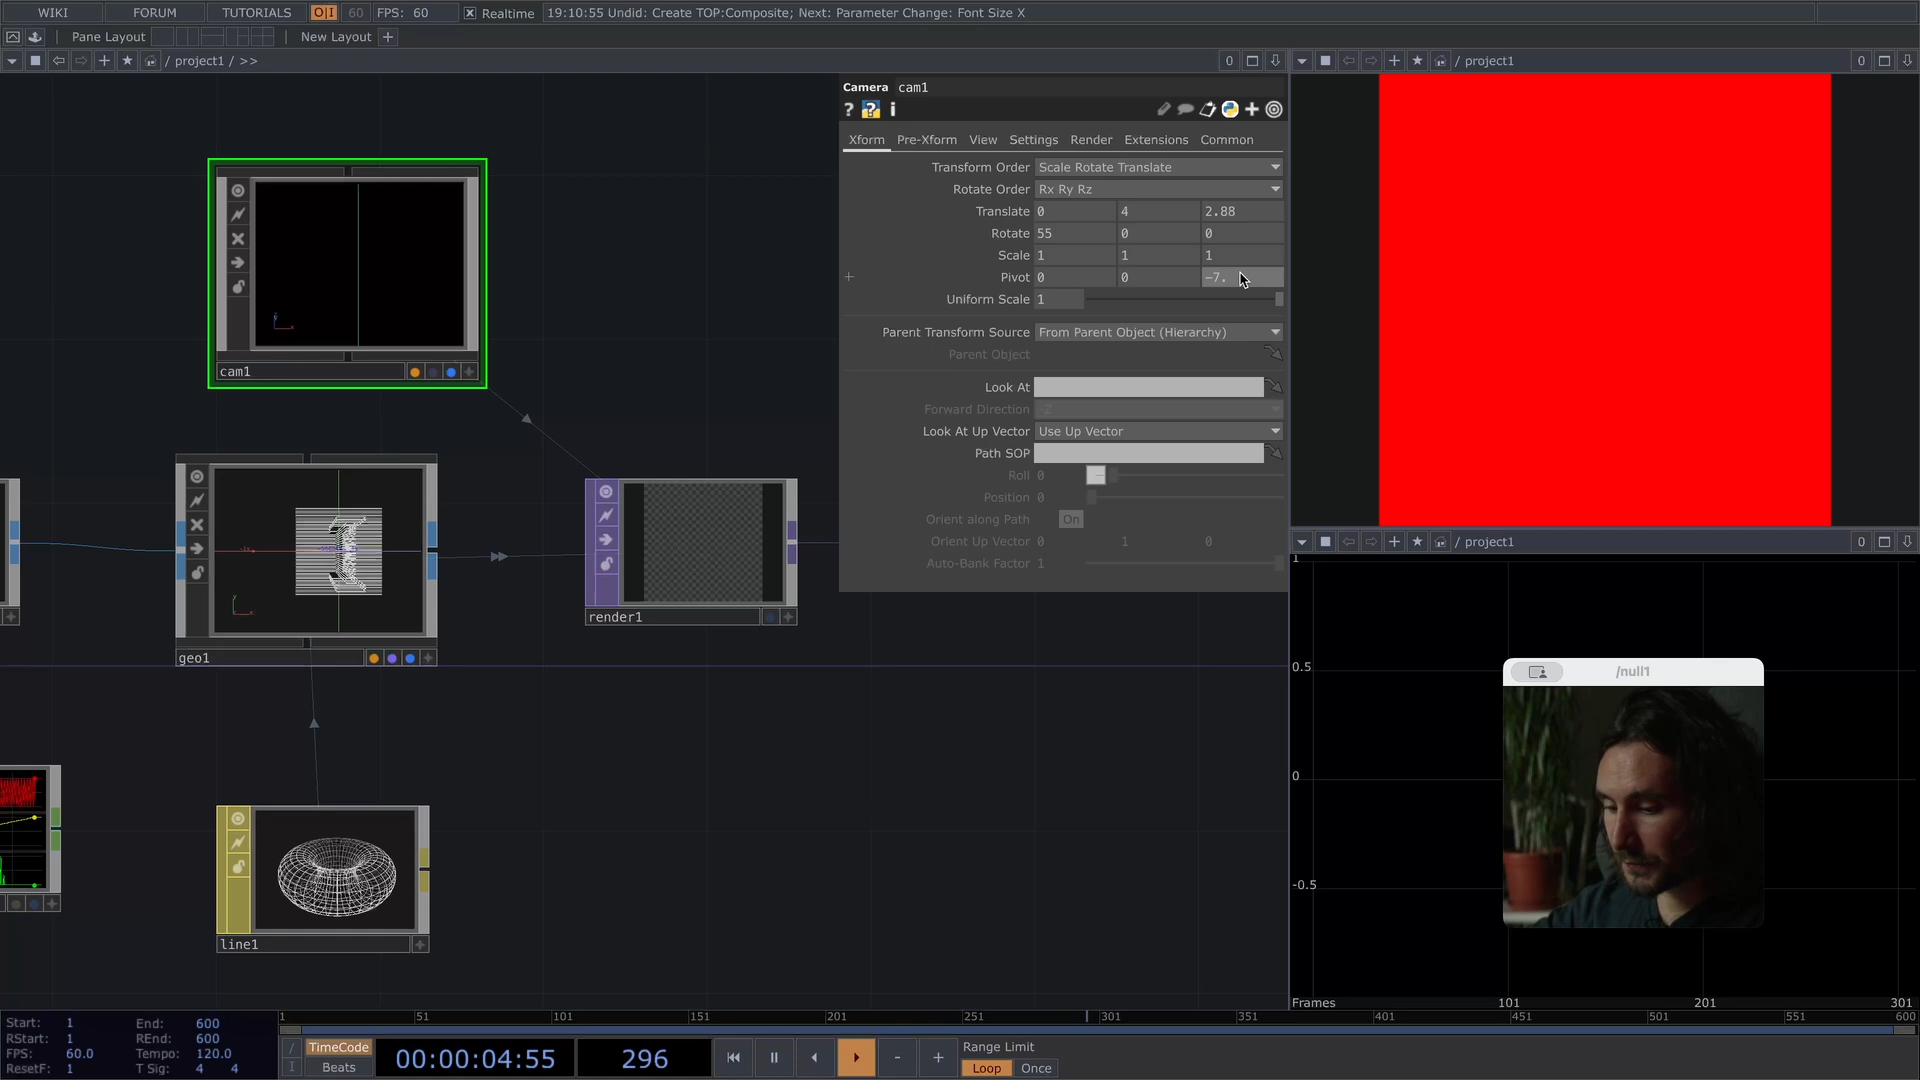 WIKI FORUM TUTORIALS O|I 60 FPS: 60 Realtime 19:10:55 Undid: Create TOP:Composite; Next: Parameter Change: Font Size X
Pane Layout New Layout +
/ project1 / >> 0
/ project1 0
Camera cam1
? ? i
Xform Pre-Xform View Settings Render Extensions Common
Transform Order Scale Rotate Translate
Rotate Order Rx Ry Rz
Translate 0 4 2.88
Rotate 55 0 0
Scale 1 1 1
Pivot 0 0 -7.
Uniform Scale 1
Parent Transform Source From Parent Object (Hierarchy)
Parent Object
Look At
Forward Direction -Z
Look At Up Vector Use Up Vector
Path SOP
Roll 0
Position 0
Orient along Path On
Orient Up Vector 0 1 0
Auto-Bank Factor 1
cam1
geo1
render1
line1
/ project1 0
1
0.5
0
-0.5
Frames 101 201 301
/null1
Start: 1 End: 600
RStart: 1 REnd: 600
FPS: 60.0 Tempo: 120.0
ResetF: 1 T Sig: 4 4
1 51 101 151 201 251 301 351 401 451 501 551 600
TimeCode
Beats
00:00:04:55
296
Range Limit
Loop Once